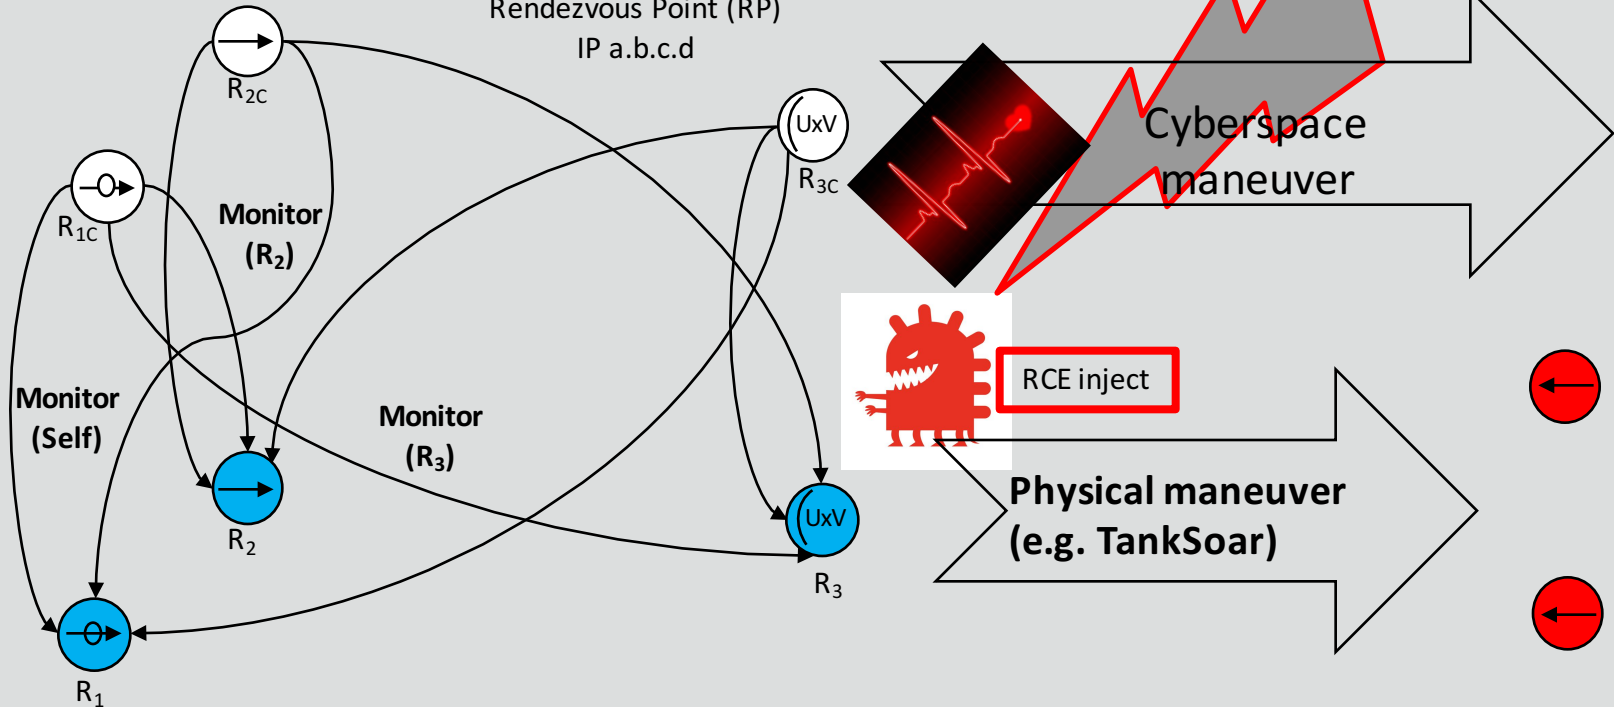 Rendezvous Point (RP)
IP a.b.c.d
R2C
UxV
R3C
Cyberspace
maneuver
R1C
Monitor
(R2)
RCE inject
Monitor
(Self)
Monitor
(R3)
Physical maneuver
(e.g. TankSoar)
UxV
R2
R3
R1